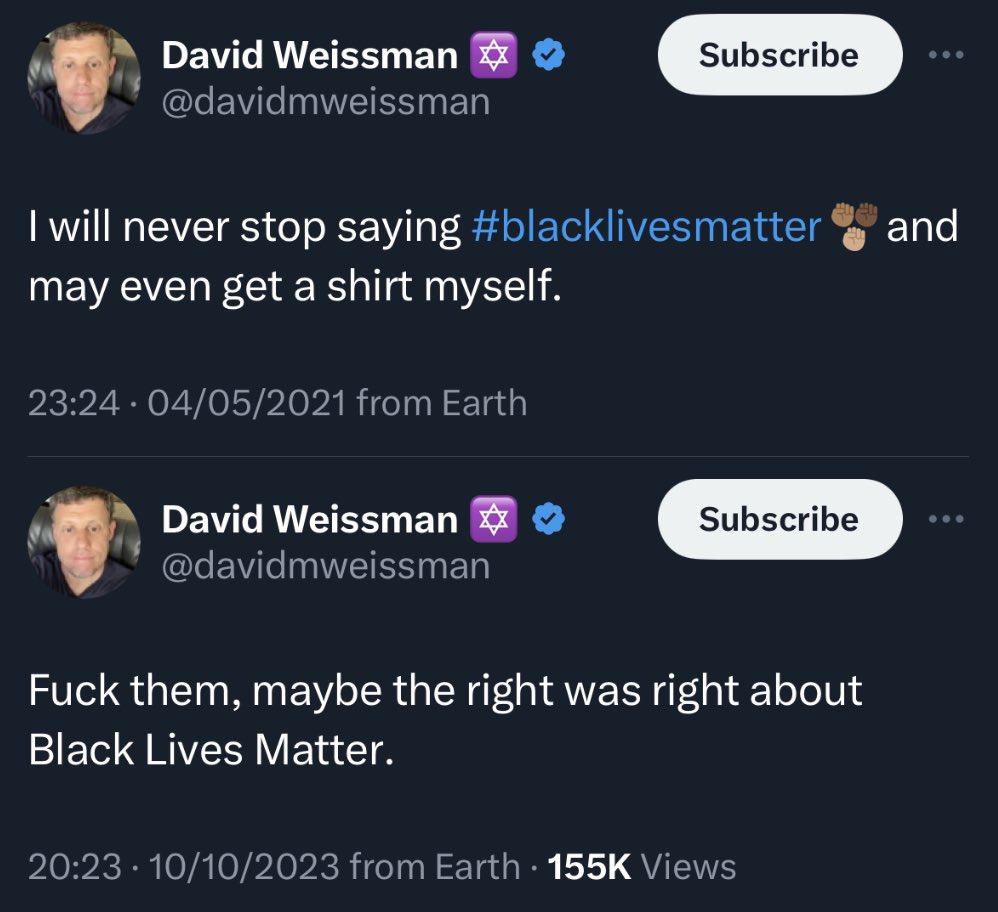 David Weissman
Subscribe
@davidmweissman
I will never stop saying #blacklivesmatter and
may even get a shirt myself.
23:24 · 04/05/2021 from Earth
David Weissman
Subscribe
@davidmweissman
Fuck them, maybe the right was right about
Black Lives Matter.
20:23 · 10/10/2023 from Earth · 155K Views